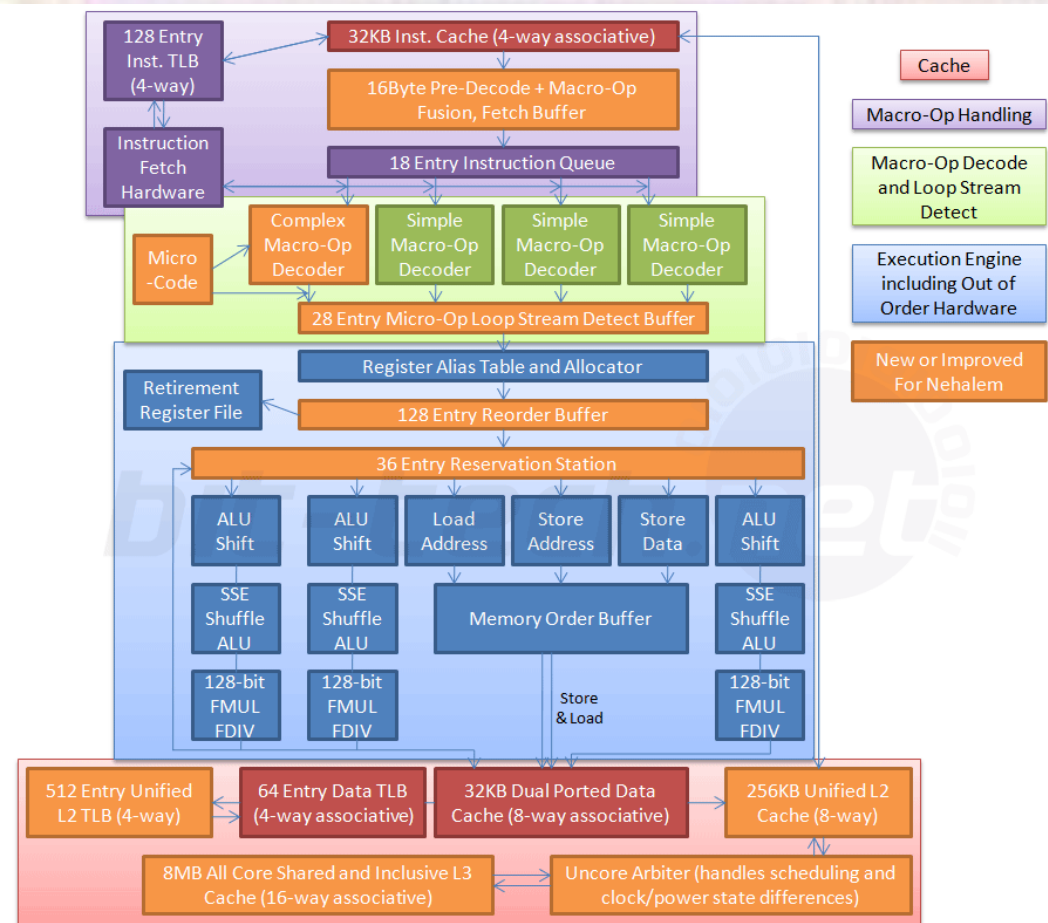 128 Entry
Inst. TLB
(4-way)
32KB Inst. Cache (4-way associative)
16Byte Pre-Decode + Macro-Op
Fusion, Fetch Buffer
Instruction
Fetch
Hardware
18 Entry Instruction Queue
Cache
Macro-Op Handling
Macro-Op Decode
and Loop Stream
Detect
Execution Engine
including Out of
Order Hardware
New or Improved
For Nehalem
Micro
-Code
Complex
Macro-Op
Decoder
Simple
Macro-Op
Decoder
Simple
Macro-Op
Decoder
Simple
Macro-Op
Decoder
28 Entry Micro-Op Loop Stream Detect Buffer
Register Alias Table and Allocator
Retirement
Register File
128 Entry Reorder Buffer
36 Entry Reservation Station
bit-tech.net
ALU
Shift
ALU
Shift
Load
Address
Store
Address
Store
Data
ALU
Shift
SSE
Shuffle
ALU
SSE
Shuffle
ALU
Memory Order Buffer
SSE
Shuffle
ALU
128-bit
FMUL
FDIV
128-bit
FMUL
FDIV
Store
& Load
128-bit
FMUL
FDIV
512 Entry Unified
L2 TLB (4-way)
64 Entry Data TLB
(4-way associative)
32KB Dual Ported Data
Cache (8-way associative)
256KB Unified L2
Cache (8-way)
8MB All Core Shared and Inclusive L3
Cache (16-way associative)
Uncore Arbiter (handles scheduling and
clock/power state differences)